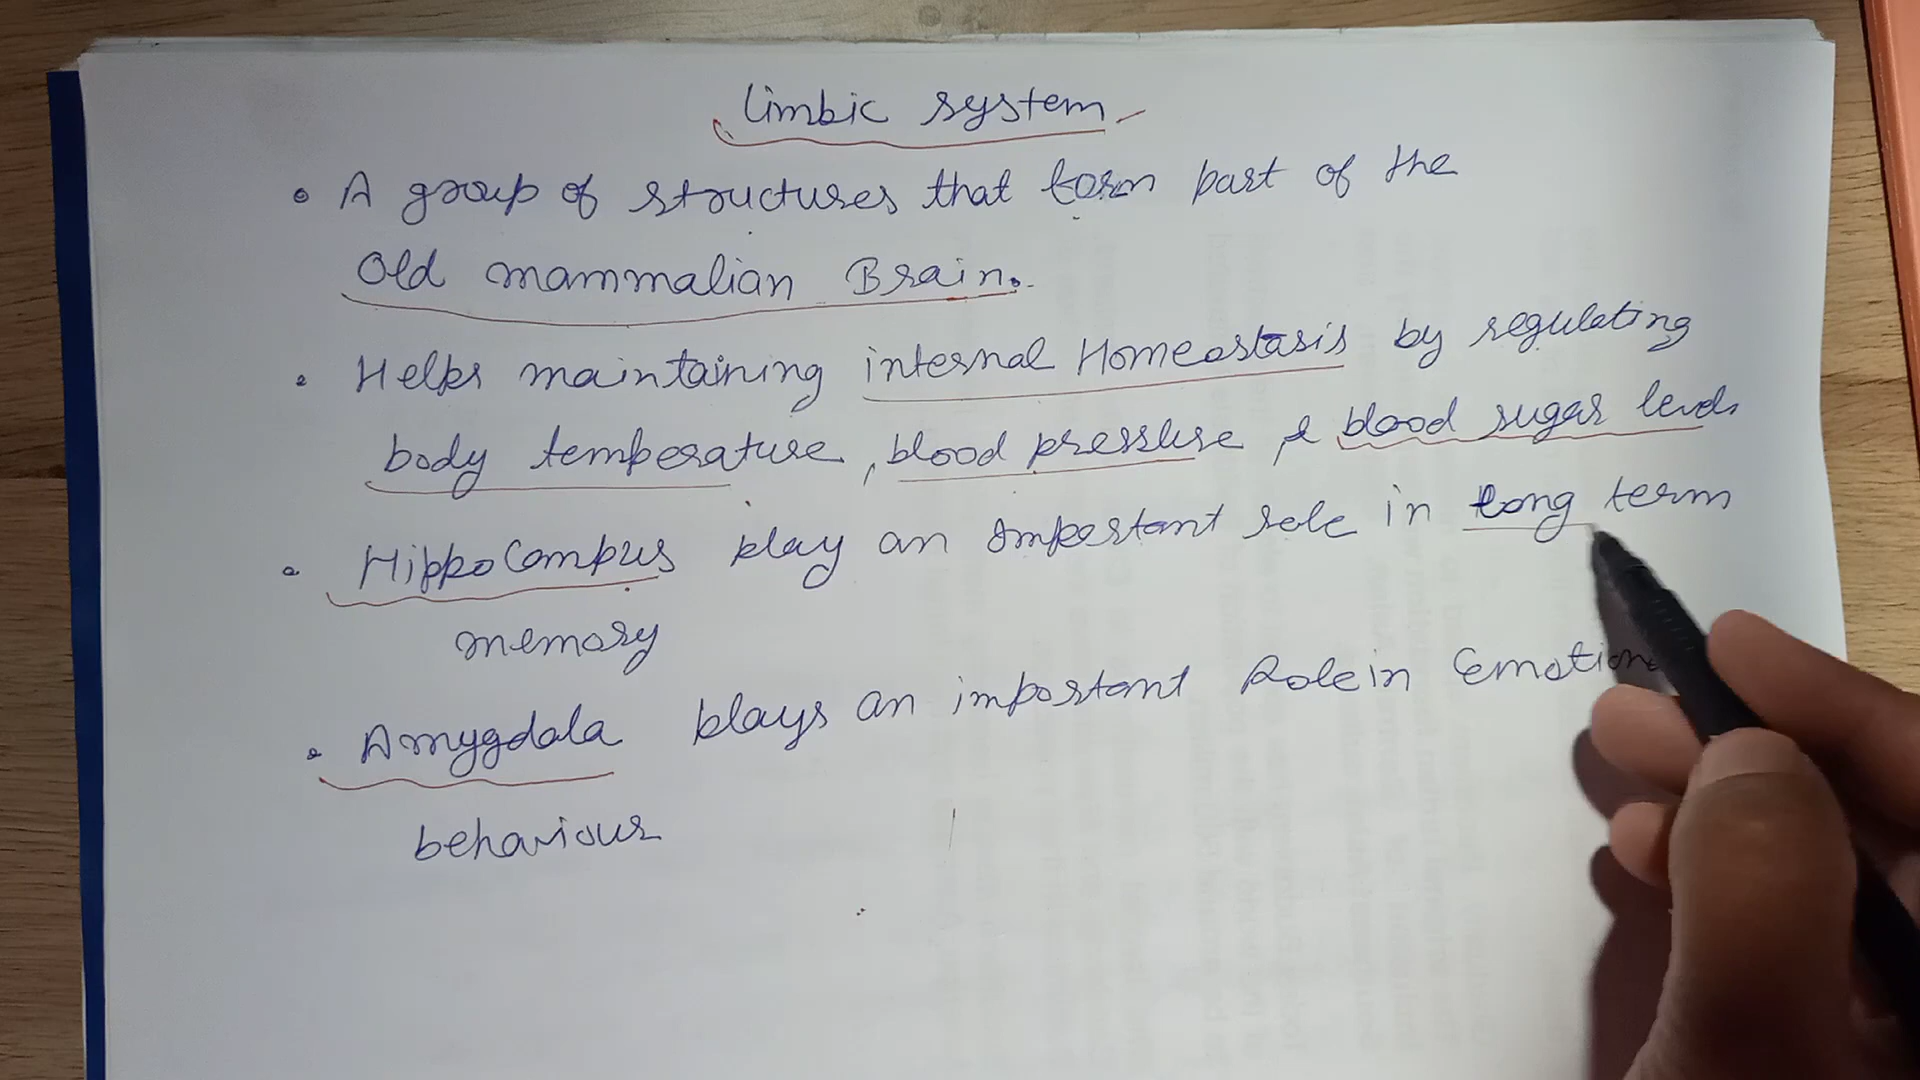 Limbic system
• A group of structures that form part of the
Old mammalian Brain.
• Helps maintaining internal Homeostasis by regulating
body temperature, blood pressure & blood sugar levels
• HippoCampus play an important role in long term
memory
• Amygdala plays an important Role in Emotion
behaviour